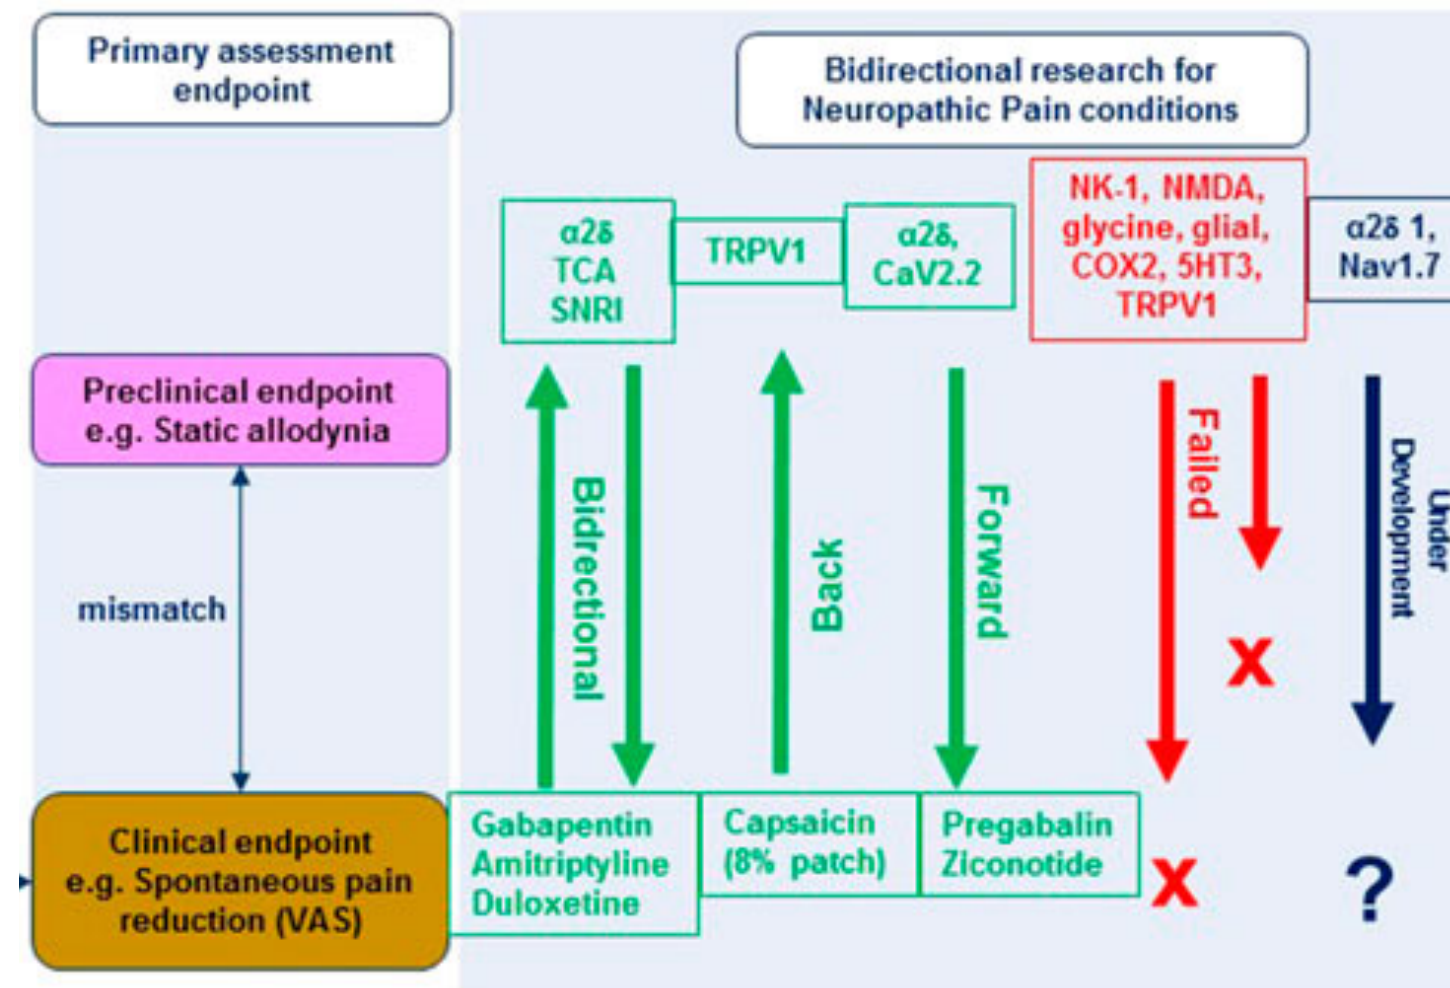 Primary assessment
endpoint
Bidirectional research for
Neuropathic Pain conditions
α2δ
TCA
SNRI
TRPV1
α2δ,
CaV2.2
NK-1, NMDA,
glycine, glial,
COX2, 5HT3,
TRPV1
α2δ 1,
Nav1.7
Preclinical endpoint
e.g. Static allodynia
mismatch
Bidrectional
Back
Forward
Failed
X
Under
Development
Clinical endpoint
e.g. Spontaneous pain
reduction (VAS)
Gabapentin
Amitriptyline
Duloxetine
Capsaicin
(8% patch)
Pregabalin
Ziconotide
X
?